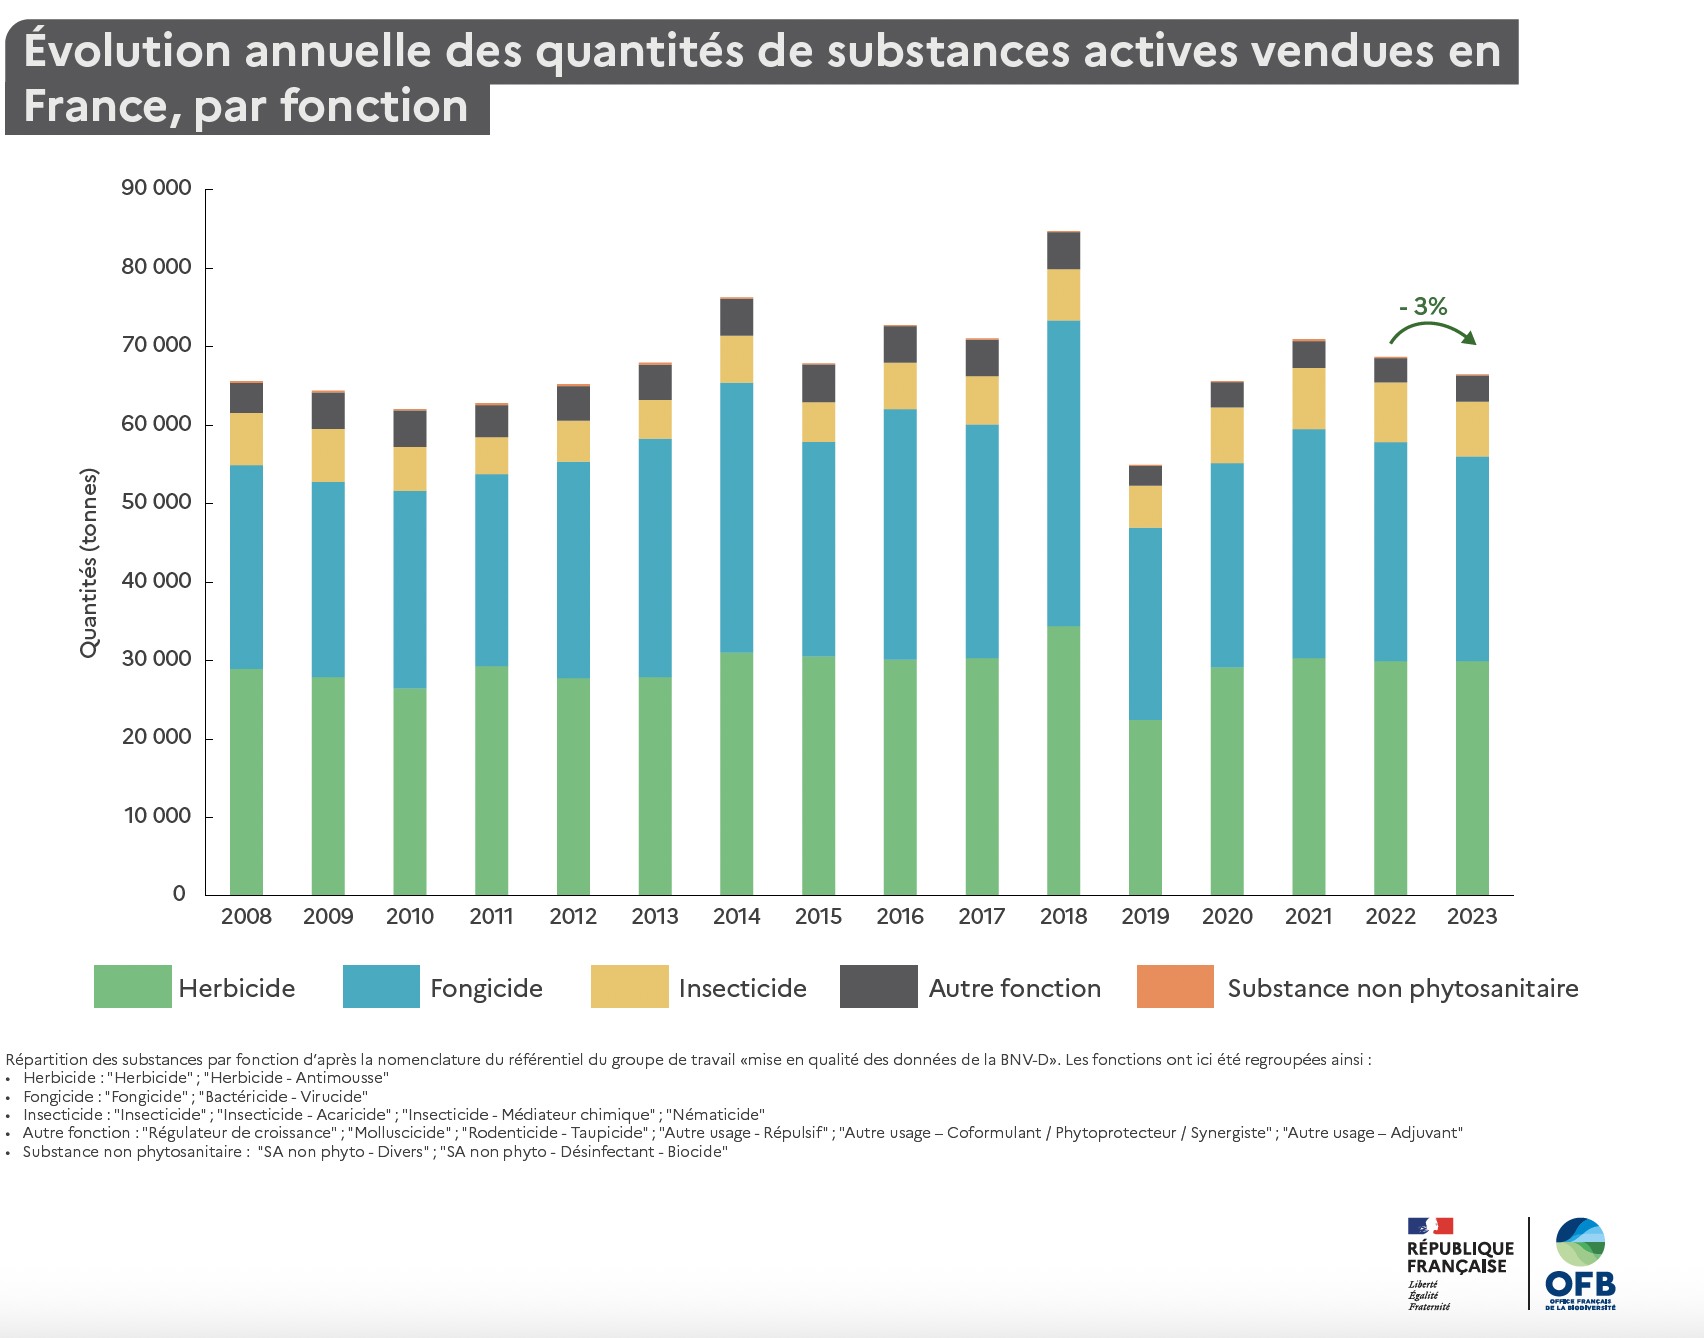 Évolution annuelle des quantités de substances actives vendues en
France, par fonction
90 000
80 000
70 000
60 000
50 000
40 000
30 000
20 000
10 000
0
Quantités (tonnes)
- 3%
2008 2009 2010 2011 2012 2013 2014 2015 2016 2017 2018 2019 2020 2021 2022 2023
Herbicide Fongicide Insecticide Autre fonction Substance non phytosanitaire
Répartition des substances par fonction d’après la nomenclature du référentiel du groupe de travail «mise en qualité des données de la BNV-D». Les fonctions ont ici été regroupées ainsi :
• Herbicide : "Herbicide" ; "Herbicide - Antimousse"
• Fongicide : "Fongicide" ; "Bactéricide - Virucide"
• Insecticide : "Insecticide" ; "Insecticide - Acaricide" ; "Insecticide - Médiateur chimique" ; "Nématicide"
• Autre fonction : "Régulateur de croissance" ; "Molluscicide" ; "Rodenticide - Taupicide" ; "Autre usage - Répulsif" ; "Autre usage – Coformulant / Phytoprotecteur / Synergiste" ; "Autre usage – Adjuvant"
• Substance non phytosanitaire : "SA non phyto - Divers" ; "SA non phyto - Désinfectant - Biocide"
RÉPUBLIQUE
FRANÇAISE
Liberté
Égalité
Fraternité
OFB
OFFICE FRANÇAIS
DE LA BIODIVERSITÉ